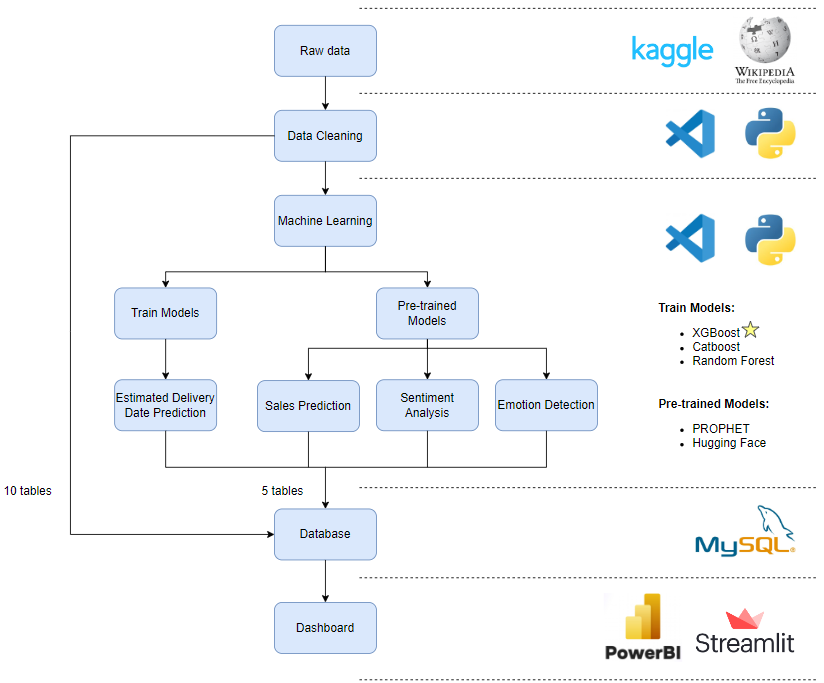 Raw data
kaggle
WIKIPEDIA
The Free Encyclopedia
Data Cleaning
Machine Learning
Train Models
Pre-trained
Models
Train Models:
XGBoost
Catboost
Random Forest
Estimated Delivery
Date Prediction
Sales Prediction
Sentiment
Analysis
Emotion Detection
Pre-trained Models:
PROPHET
Hugging Face
10 tables
5 tables
Database
MySQL
Dashboard
PowerBI
Streamlit